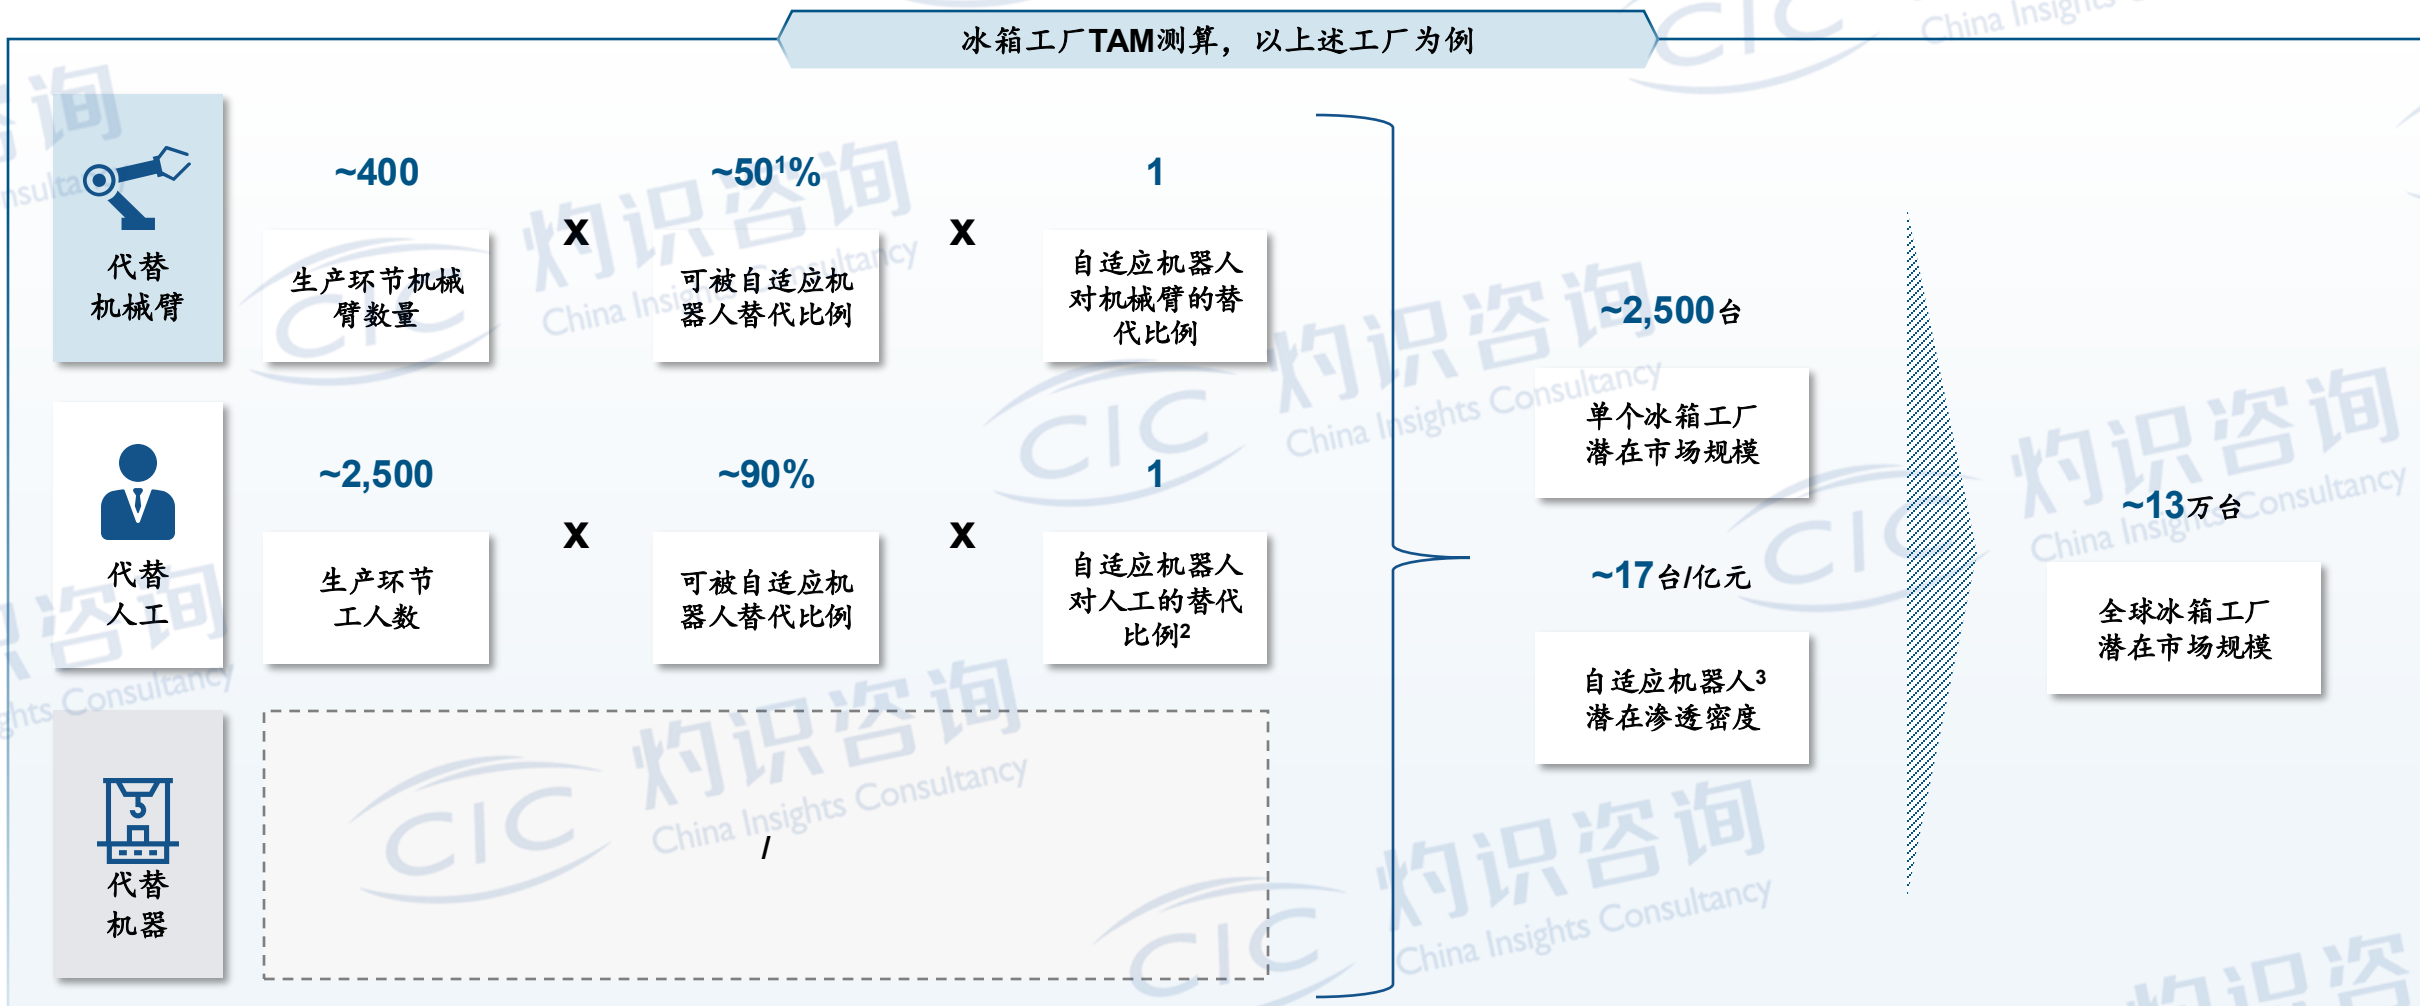 冰箱工厂TAM测算，以上述工厂为例
代替
机械臂
~400
生产环节机械
臂数量
x
~50¹%
可被自适应机
器人替代比例
x
1
自适应机器人
对机械臂的替
代比例
代替
人工
~2,500
生产环节
工人数
x
~90%
可被自适应机
器人替代比例
x
1
自适应机器人
对人工的替代
比例²
代替
机器
/
~2,500台
单个冰箱工厂
潜在市场规模
~17台/亿元
自适应机器人³
潜在渗透密度
~13万台
全球冰箱工厂
潜在市场规模
CIC 灼识咨询
China Insights Consultancy